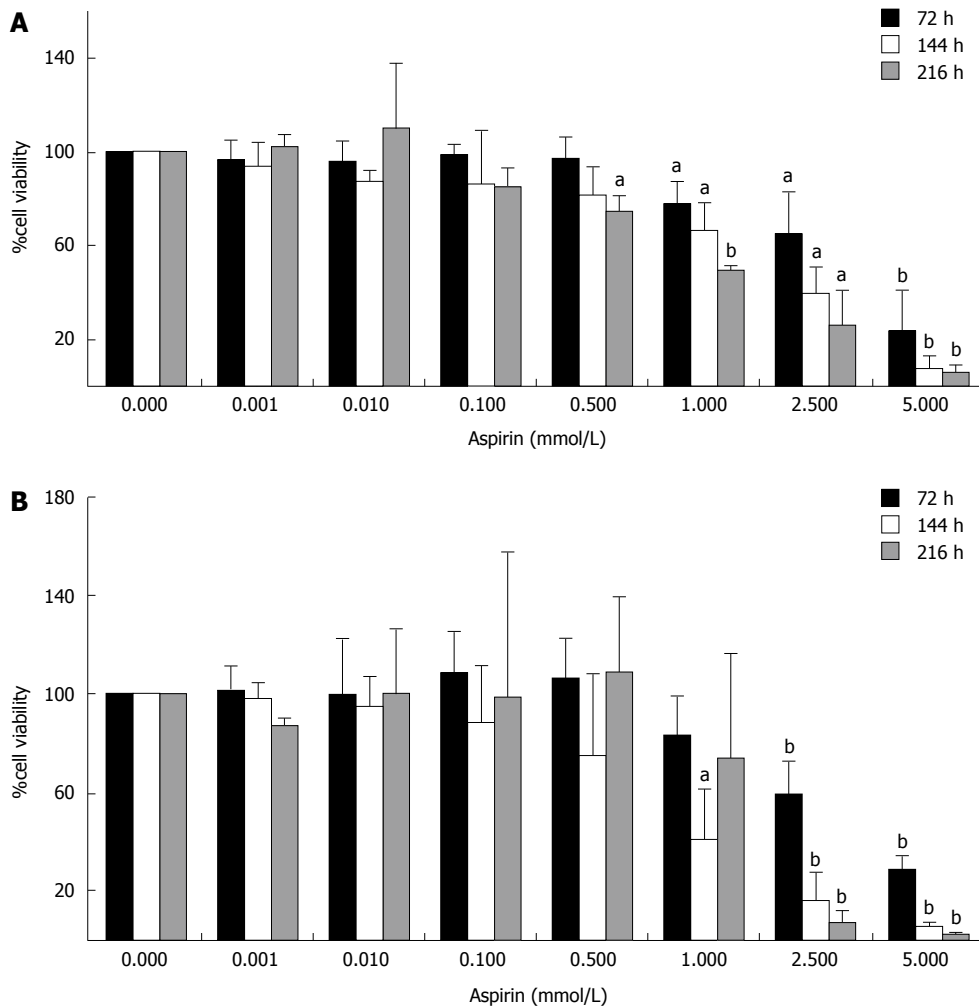 A
140
100
60
20
%cell viability
72 h
144 h
216 h
a
a
a
b
a
a
a
b
b
b
0.000 0.001 0.010 0.100 0.500 1.000 2.500 5.000
Aspirin (mmol/L)
B
180
140
100
60
20
%cell viability
72 h
144 h
216 h
a
b
b
b
b
b
b
0.000 0.001 0.010 0.100 0.500 1.000 2.500 5.000
Aspirin (mmol/L)